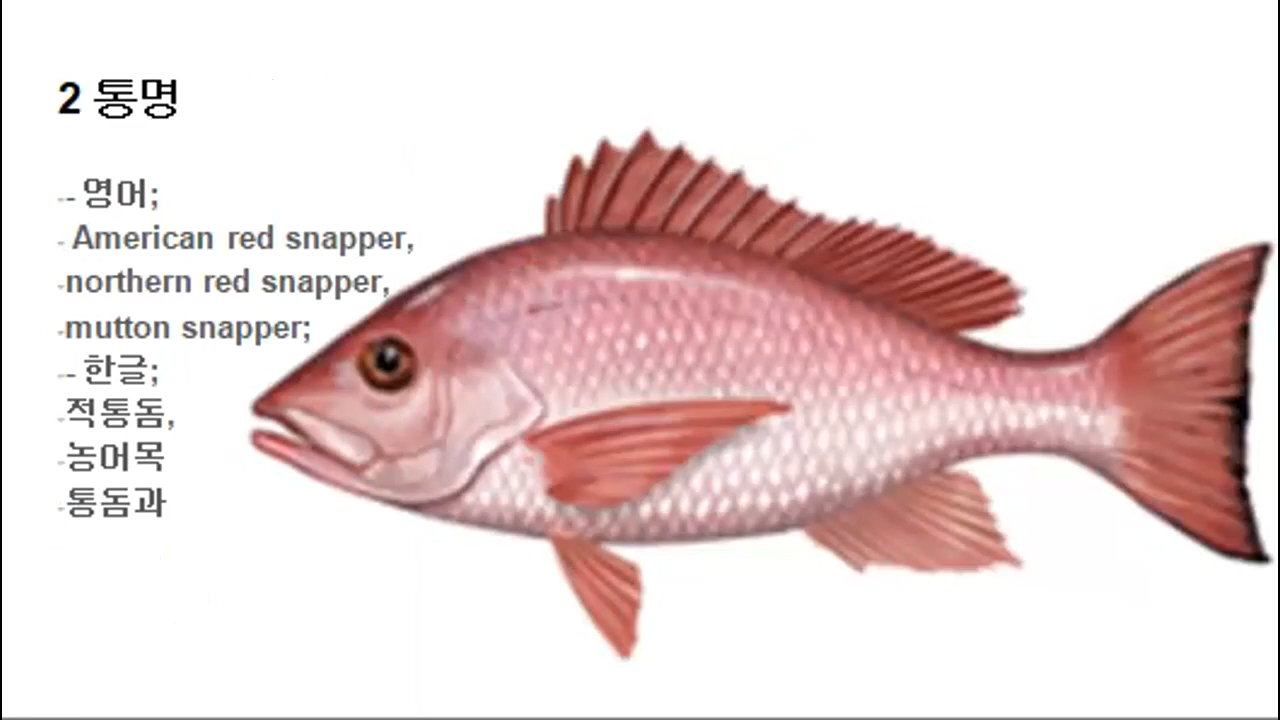 2 통명
-- 영어;
- American red snapper,
-northern red snapper,
-mutton snapper;
-- 한글;
-적통돔,
-농어목
-통돔과